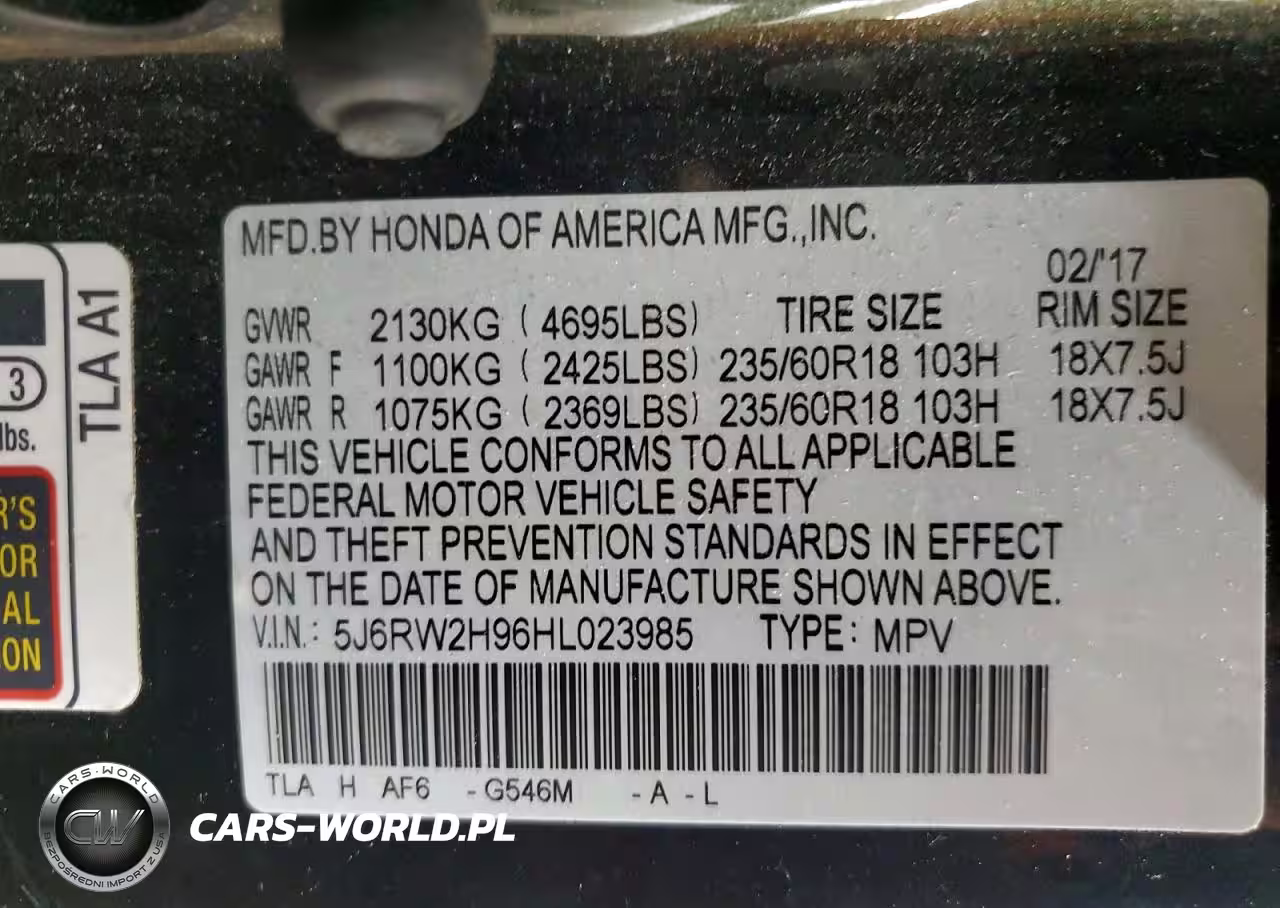 MFD.BY HONDA OF AMERICA MFG.,INC.
02/'17
GVWR 2130KG ( 4695LBS) TIRE SIZE RIM SIZE
GAWR F 1100KG ( 2425LBS) 235/60R18 103H 18X7.5J
GAWR R 1075KG ( 2369LBS) 235/60R18 103H 18X7.5J
THIS VEHICLE CONFORMS TO ALL APPLICABLE
FEDERAL MOTOR VEHICLE SAFETY
AND THEFT PREVENTION STANDARDS IN EFFECT
ON THE DATE OF MANUFACTURE SHOWN ABOVE.
V.I.N.: 5J6RW2H96HL023985 TYPE: MPV
TLA H AF6 -G546M -A -L
TLA A1
3
lbs.
R'S
OR
AL
ON
CARS-WORLD
CW
BEZPOŚREDNI IMPORT Z USA
CARS-WORLD.PL